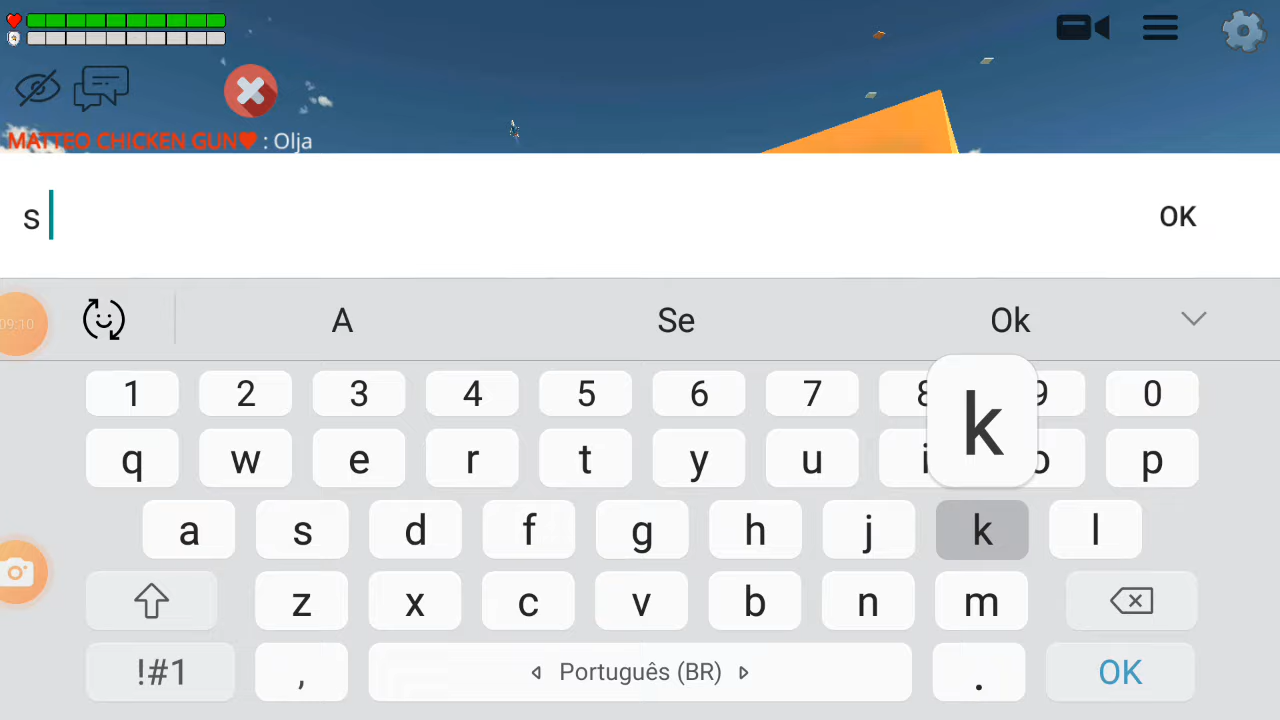 MATTEO CHICKEN GUN♥ : Olja
s
OK
09:10
A Se Ok
1 2 3 4 5 6 7 8 9 0
k
q w e r t y u i o p
a s d f g h j k l
z x c v b n m
!#1 , Português (BR) . OK